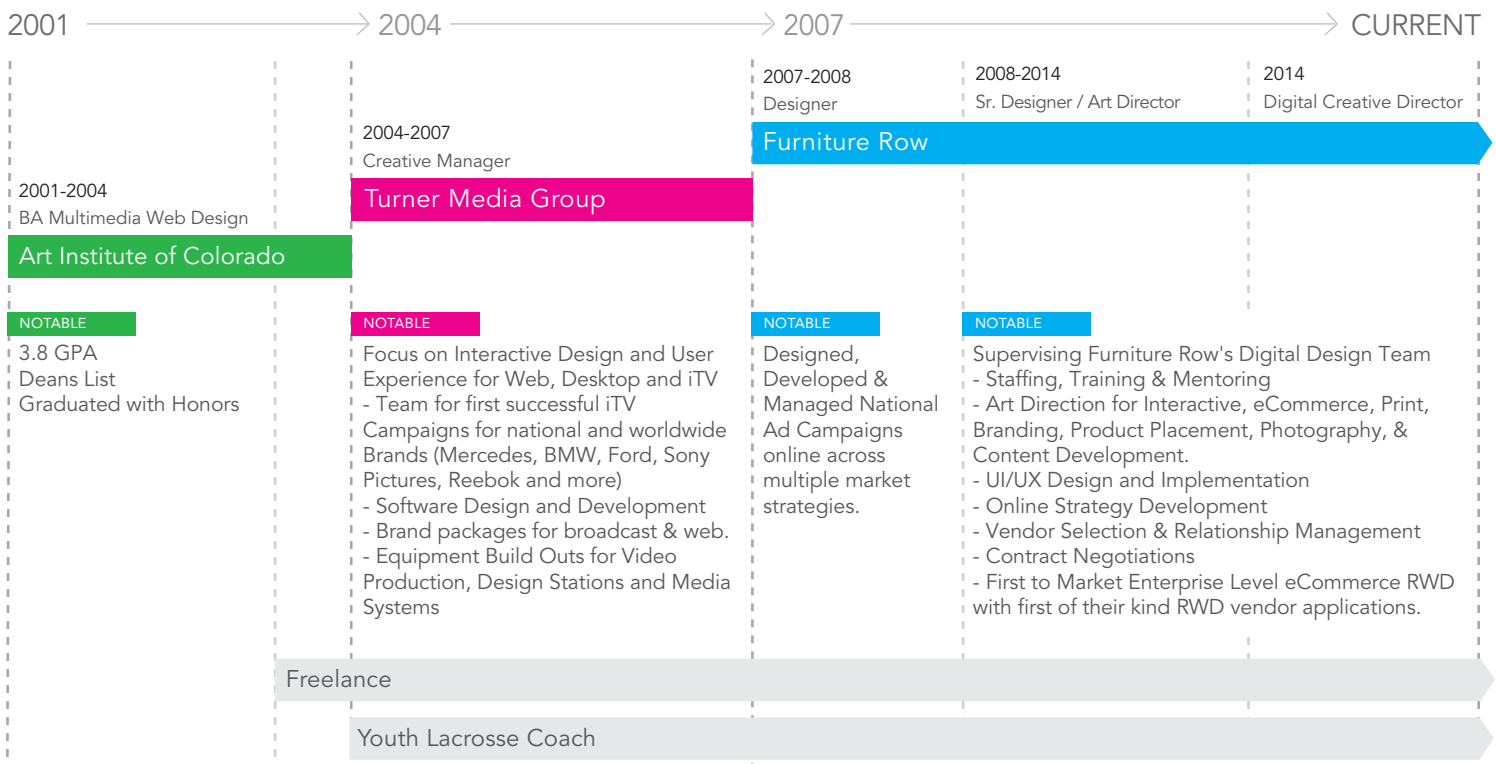 2001
2004
2007
CURRENT
2001-2004
BA Multimedia Web Design
Art Institute of Colorado
NOTABLE
3.8 GPA
Deans List
Graduated with Honors
2004-2007
Creative Manager
Turner Media Group
NOTABLE
Focus on Interactive Design and User
Experience for Web, Desktop and iTV
- Team for first successful iTV
Campaigns for national and worldwide
Brands (Mercedes, BMW, Ford, Sony
Pictures, Reebok and more)
- Software Design and Development
- Brand packages for broadcast & web.
- Equipment Build Outs for Video
Production, Design Stations and Media
Systems
2007-2008
Designer
2008-2014
Sr. Designer / Art Director
2014
Digital Creative Director
Furniture Row
NOTABLE
Designed,
Developed &
Managed National
Ad Campaigns
online across
multiple market
strategies.
NOTABLE
Supervising Furniture Row's Digital Design Team
- Staffing, Training & Mentoring
- Art Direction for Interactive, eCommerce, Print,
Branding, Product Placement, Photography, &
Content Development.
- UI/UX Design and Implementation
- Online Strategy Development
- Vendor Selection & Relationship Management
- Contract Negotiations
- First to Market Enterprise Level eCommerce RWD
with first of their kind RWD vendor applications.
Freelance
Youth Lacrosse Coach